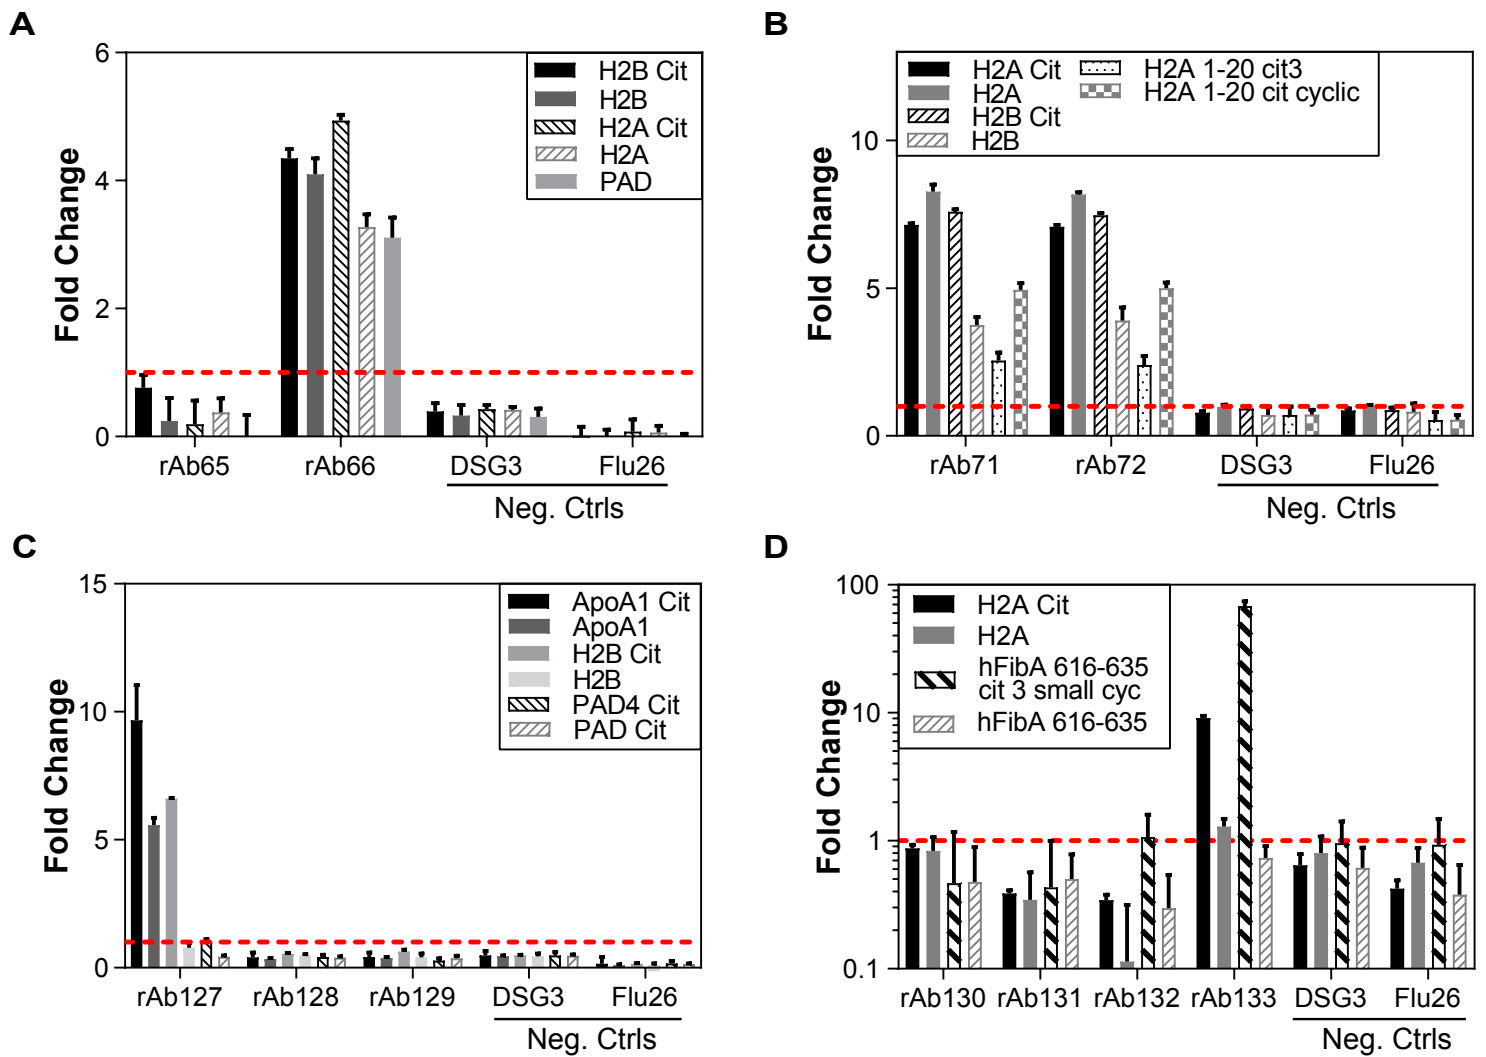 A
Fold Change
6
4
2
0
H2B Cit
H2B
H2A Cit
H2A
PAD
rAb65
rAb66
DSG3
Flu26
Neg. Ctrls
B
Fold Change
10
5
0
H2A Cit
H2A
H2B Cit
H2B
H2A 1-20 cit3
H2A 1-20 cit cyclic
rAb71
rAb72
DSG3
Flu26
Neg. Ctrls
C
Fold Change
15
10
5
0
ApoA1 Cit
ApoA1
H2B Cit
H2B
PAD4 Cit
PAD Cit
rAb127
rAb128
rAb129
DSG3
Flu26
Neg. Ctrls
D
Fold Change
100
10
1
0.1
H2A Cit
H2A
hFibA 616-635
cit 3 small cyc
hFibA 616-635
rAb130
rAb131
rAb132
rAb133
DSG3
Flu26
Neg. Ctrls